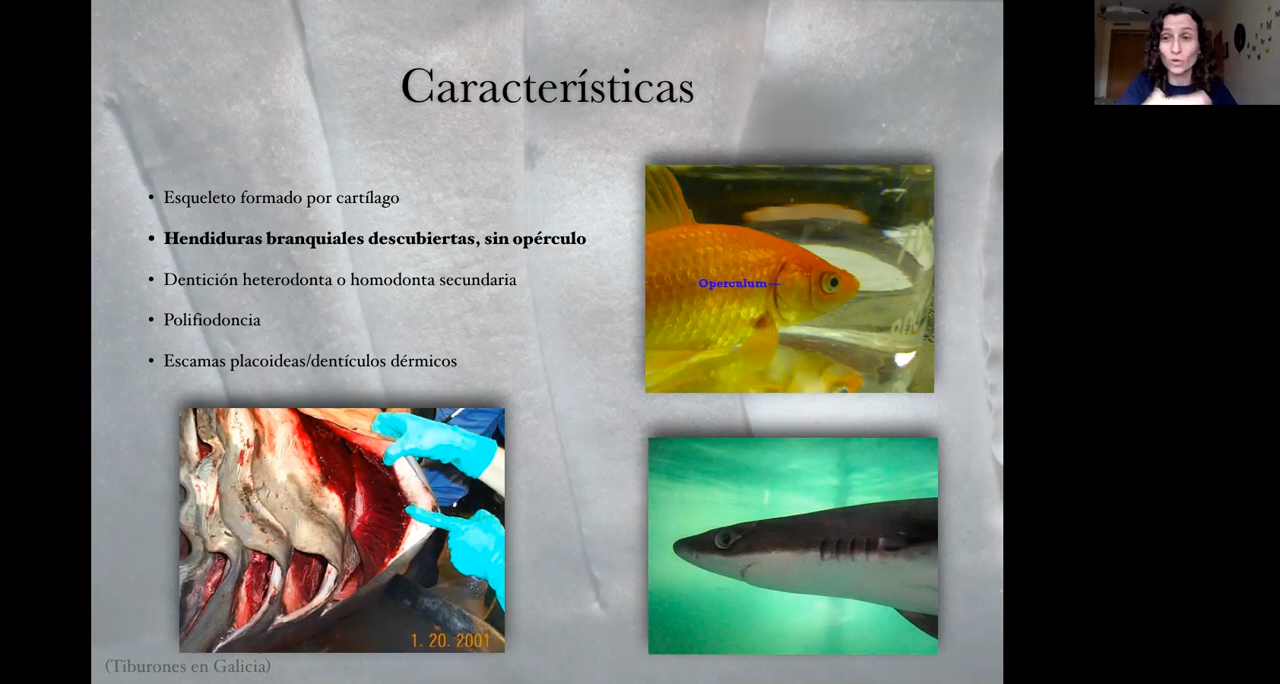 Características
• Esqueleto formado por cartílago
• Hendiduras branquiales descubiertas, sin opérculo
• Dentición heterodonta o homodonta secundaria
• Polifiodoncia
• Escamas placoideas/dentículos dérmicos
Operculum
1. 20. 2001
(Tiburones en Galicia)